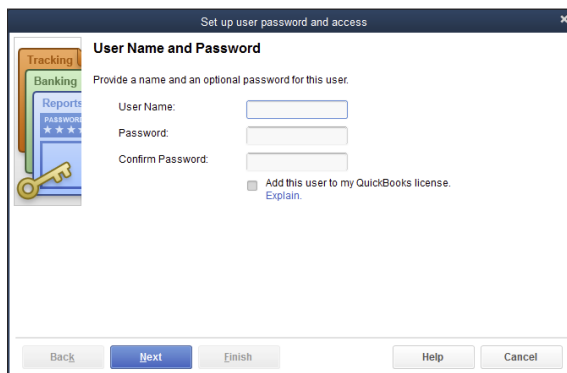 Set up user password and access
User Name and Password
Tracking
Banking
Reports
PASSWORD
Provide a name and an optional password for this user.
User Name:
Password:
Confirm Password:
Add this user to my QuickBooks license.
Explain.
Back
Next
Finish
Help
Cancel